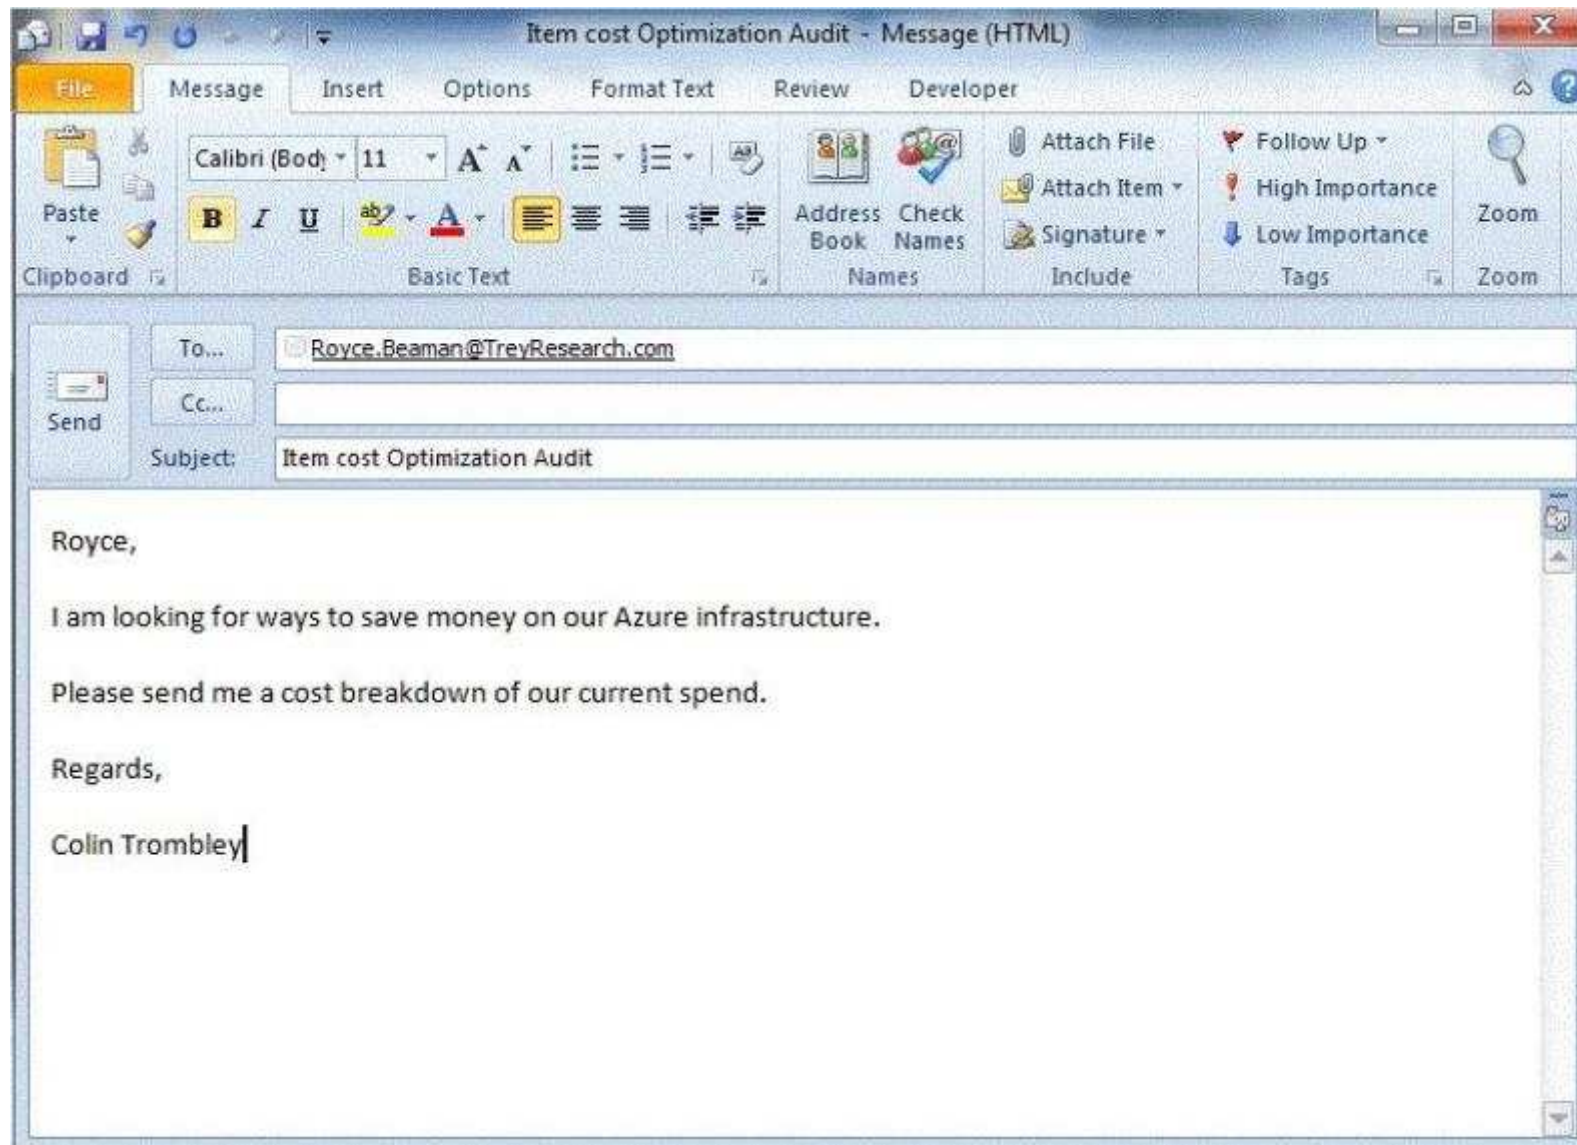 Item cost Optimization Audit - Message (HTML)
File Message Insert Options Format Text Review Developer
Calibri (Body 11 A A
Attach File Follow Up
Attach Item High Importance
Paste B I U ab A Address Book Check Names Signature Low Importance Zoom
Clipboard Basic Text Names Include Tags Zoom
To... Royce.Beaman@TreyResearch.com
Send Cc...
Subject: Item cost Optimization Audit
Royce,
I am looking for ways to save money on our Azure infrastructure.
Please send me a cost breakdown of our current spend.
Regards,
Colin Trombley